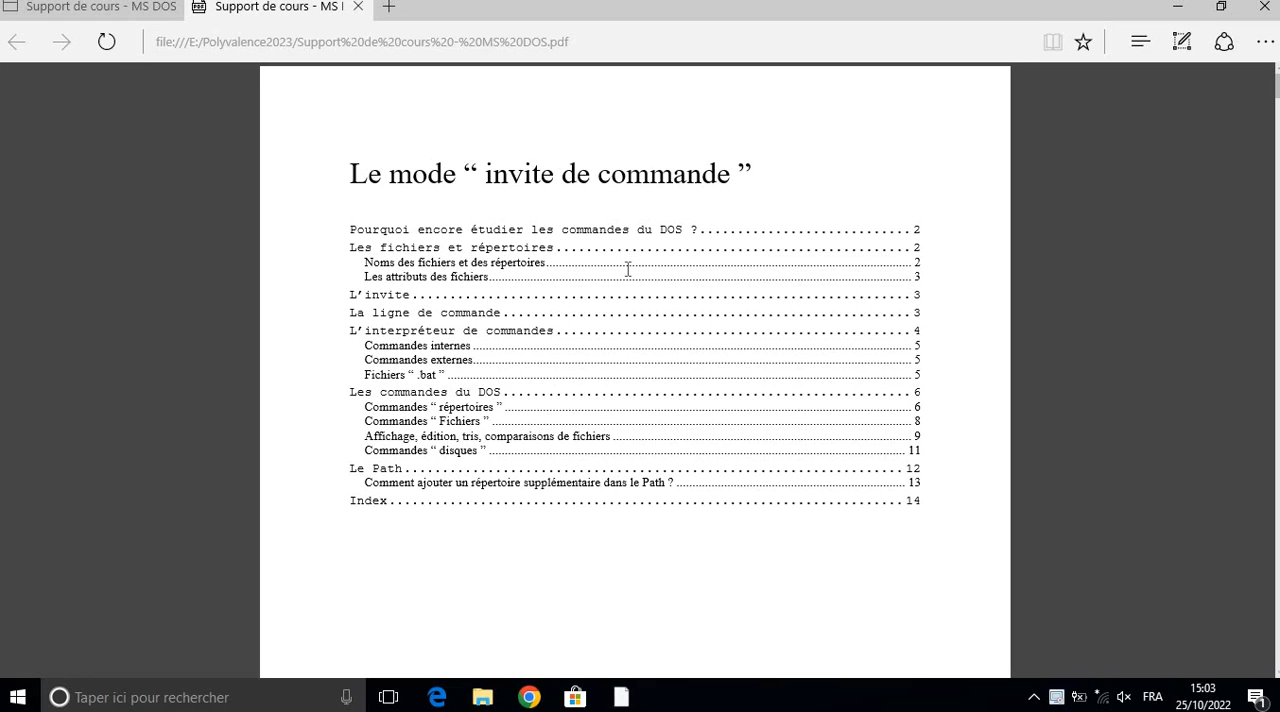 Support de cours - MS DOS
Support de cours - MS I
file:///E:/Polyvalence2023/Support%20de%20cours%20-%20MS%20DOS.pdf
Le mode “ invite de commande ”
Pourquoi encore étudier les commandes du DOS ?............................ 2
Les fichiers et répertoires............................................... 2
Noms des fichiers et des répertoires............................................... 2
Les attributs des fichiers............................................... 3
L’invite.................................................................. 3
La ligne de commande...................................................... 3
L’interpréteur de commandes............................................... 4
Commandes internes ............................................... 5
Commandes externes............................................... 5
Fichiers “ .bat ” ............................................... 5
Les commandes du DOS...................................................... 6
Commandes “ répertoires ” ............................................... 6
Commandes “ Fichiers ” ............................................... 8
Affichage, édition, tris, comparaisons de fichiers ............................................... 9
Commandes “ disques ” ............................................... 11
Le Path.................................................................. 12
Comment ajouter un répertoire supplémentaire dans le Path ? ............................................... 13
Index.................................................................... 14
Taper ici pour rechercher
FRA
15:03
25/10/2022
1